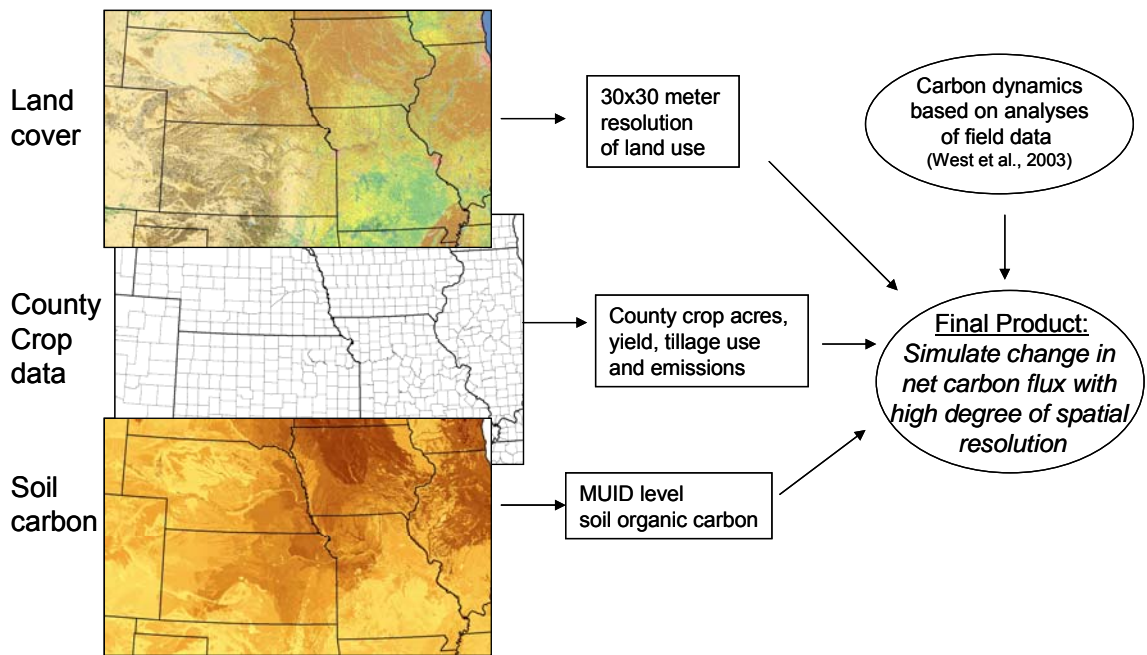 Land
cover
30x30 meter
resolution
of land use
Carbon dynamics
based on analyses
of field data
(West et al., 2003)
County
Crop
data
County crop acres,
yield, tillage use
and emissions
Final Product:
Simulate change in
net carbon flux with
high degree of spatial
resolution
Soil
carbon
MUID level
soil organic carbon